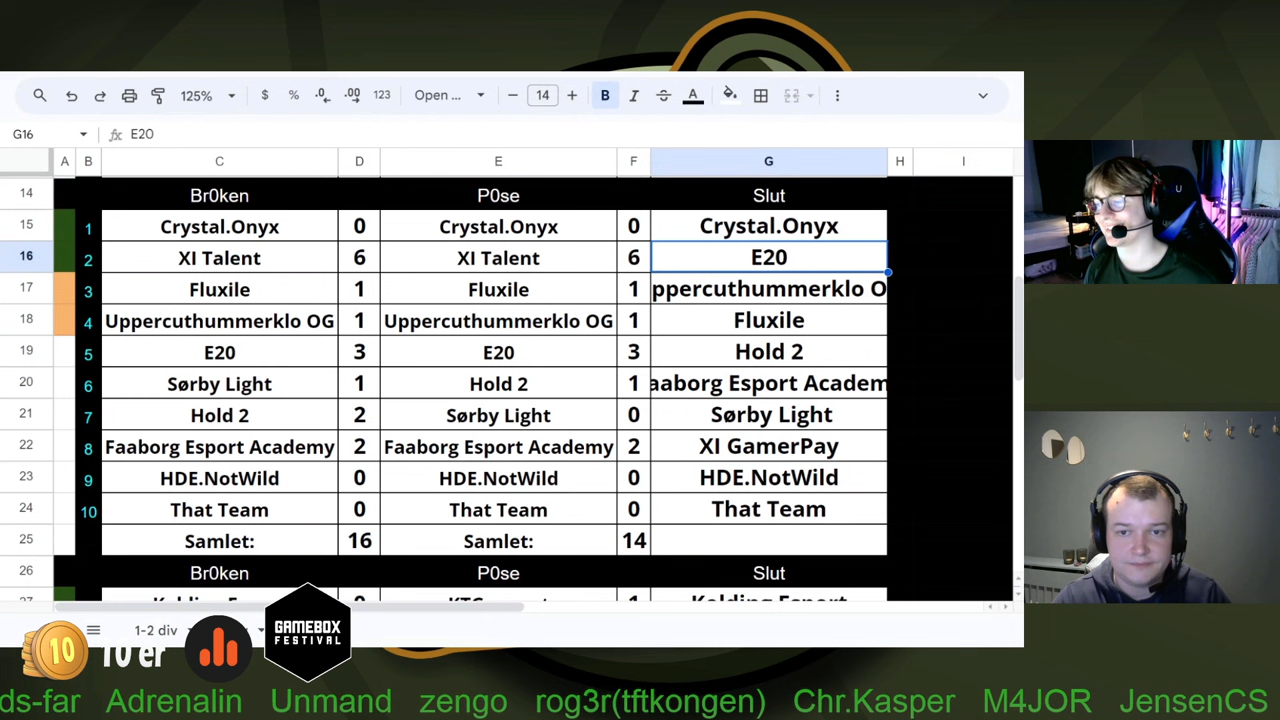 125%
$ % .0 .00 123 Open ... 14 B I A
G16 fx E20
A B C D E F G H I
14 Br0ken P0se Slut
15 1 Crystal.Onyx 0 Crystal.Onyx 0 Crystal.Onyx
16 2 XI Talent 6 XI Talent 6 E20
17 3 Fluxile 1 Fluxile 1 ppercuthummerklo O
18 4 Uppercuthummerklo OG 1 Uppercuthummerklo OG 1 Fluxile
19 5 E20 3 E20 3 Hold 2
20 6 Sørby Light 1 Hold 2 1 aaborg Esport Academ
21 7 Hold 2 2 Sørby Light 0 Sørby Light
22 8 Faaborg Esport Academy 2 Faaborg Esport Academy 2 XI GamerPay
23 9 HDE.NotWild 0 HDE.NotWild 0 HDE.NotWild
24 10 That Team 0 That Team 0 That Team
25 Samlet: 16 Samlet: 14
26 Br0ken P0se Slut
1-2 div
10 10 er
GAMEBOX
FESTIVAL
ds-far Adrenalin Unmand zengo rog3r(tftkongen) Chr.Kasper M4JOR JensenCS